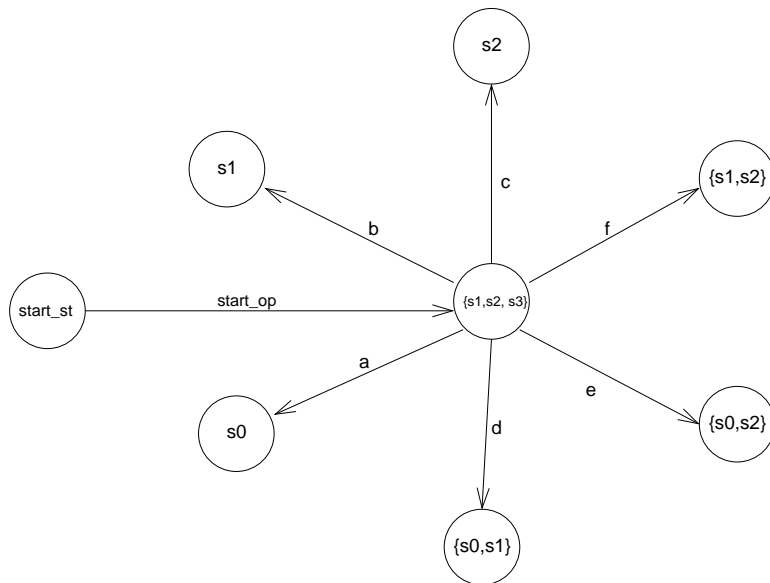 s2
s1
{s1,s2}
c
b
f
start_st
start_op
{s1,s2, s3}
a
e
s0
d
{s0,s2}
{s0,s1}